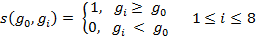 s(g₀,gᵢ) = { 1, gᵢ ≥ g₀
0, gᵢ < g₀ 1 ≤ i ≤ 8